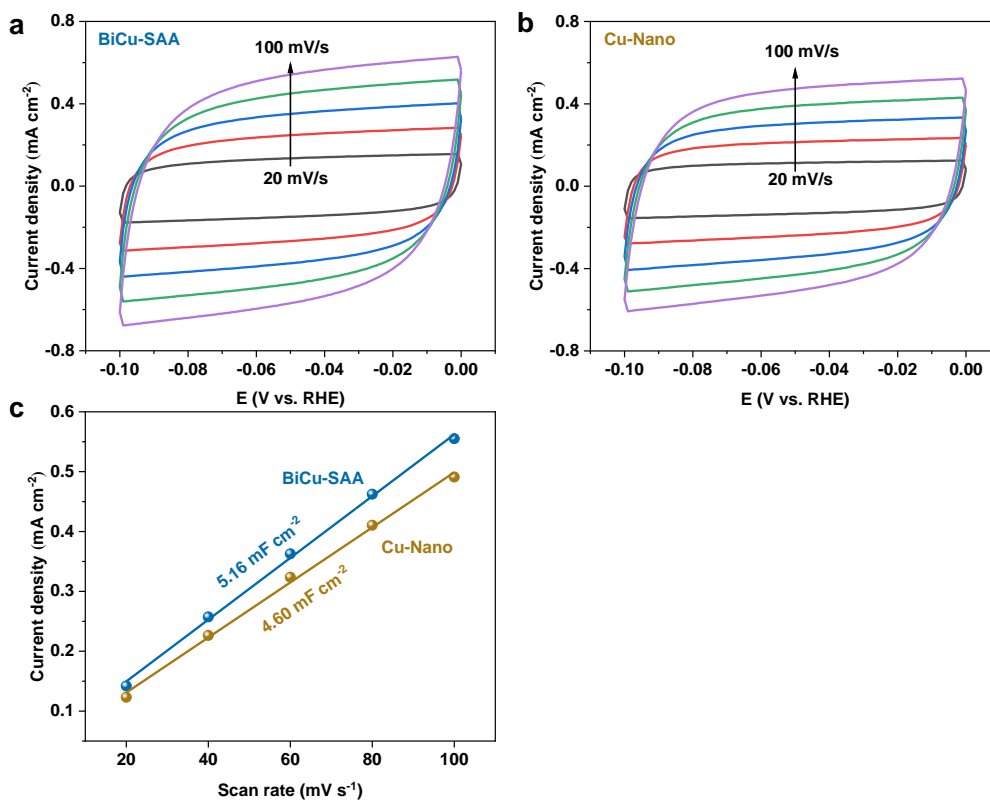 a
BiCu-SAA
100 mV/s
20 mV/s
0.8
0.4
0.0
-0.4
-0.8
-0.10
-0.08
-0.06
-0.04
-0.02
0.00
Current density (mA cm⁻²)
E (V vs. RHE)
b
Cu-Nano
100 mV/s
20 mV/s
0.8
0.4
0.0
-0.4
-0.8
-0.10
-0.08
-0.06
-0.04
-0.02
0.00
Current density (mA cm⁻²)
E (V vs. RHE)
c
BiCu-SAA
5.16 mF cm⁻²
Cu-Nano
4.60 mF cm⁻²
0.6
0.5
0.4
0.3
0.2
0.1
20
40
60
80
100
Current density (mA cm⁻²)
Scan rate (mV s⁻¹)